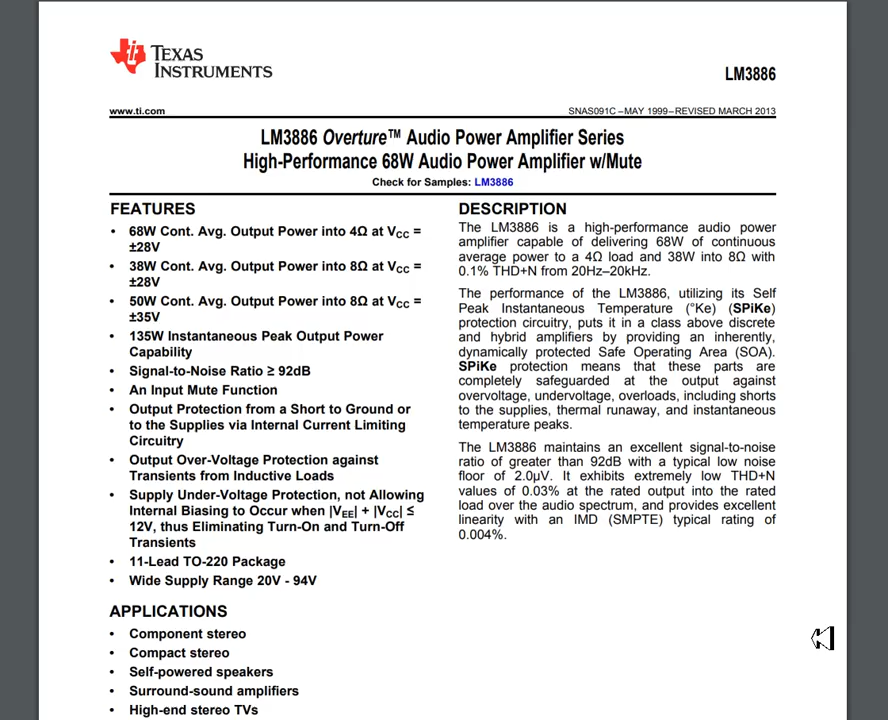 TEXAS
INSTRUMENTS
LM3886
www.ti.com
SNAS091C –MAY 1999–REVISED MARCH 2013
LM3886 Overture™ Audio Power Amplifier Series
High-Performance 68W Audio Power Amplifier w/Mute
Check for Samples: LM3886
FEATURES
• 68W Cont. Avg. Output Power into 4Ω at VCC =
±28V
• 38W Cont. Avg. Output Power into 8Ω at VCC =
±28V
• 50W Cont. Avg. Output Power into 8Ω at VCC =
±35V
• 135W Instantaneous Peak Output Power
Capability
• Signal-to-Noise Ratio ≥ 92dB
• An Input Mute Function
• Output Protection from a Short to Ground or
to the Supplies via Internal Current Limiting
Circuitry
• Output Over-Voltage Protection against
Transients from Inductive Loads
• Supply Under-Voltage Protection, not Allowing
Internal Biasing to Occur when |VEE| + |VCC| ≤
12V, thus Eliminating Turn-On and Turn-Off
Transients
• 11-Lead TO-220 Package
• Wide Supply Range 20V - 94V
APPLICATIONS
• Component stereo
• Compact stereo
• Self-powered speakers
• Surround-sound amplifiers
• High-end stereo TVs
DESCRIPTION
The LM3886 is a high-performance audio power
amplifier capable of delivering 68W of continuous
average power to a 4Ω load and 38W into 8Ω with
0.1% THD+N from 20Hz–20kHz.
The performance of the LM3886, utilizing its Self
Peak Instantaneous Temperature (°Ke) (SPiKe)
protection circuitry, puts it in a class above discrete
and hybrid amplifiers by providing an inherently,
dynamically protected Safe Operating Area (SOA).
SPiKe protection means that these parts are
completely safeguarded at the output against
overvoltage, undervoltage, overloads, including shorts
to the supplies, thermal runaway, and instantaneous
temperature peaks.
The LM3886 maintains an excellent signal-to-noise
ratio of greater than 92dB with a typical low noise
floor of 2.0μV. It exhibits extremely low THD+N
values of 0.03% at the rated output into the rated
load over the audio spectrum, and provides excellent
linearity with an IMD (SMPTE) typical rating of
0.004%.